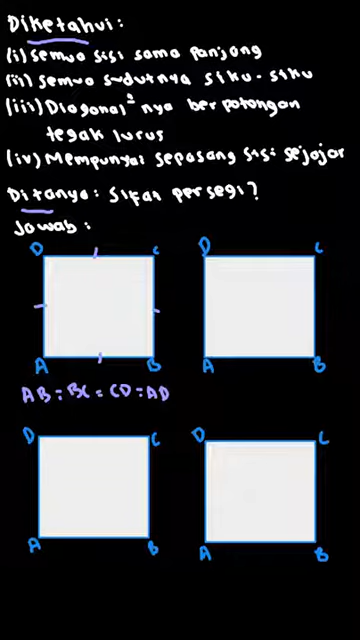 Diketahui :
(i) Semua sisi sama panjang
(ii) Semua sudutnya siku-siku
(iii) Diagonal² nya berpotongan
tegak lurus
(iv) Mempunyai sepasang sisi sejajar
Ditanya : Sifat persegi ?
Jawab :
D C D C
A B A B
AB = BC = CD = AD
D C D C
A B A B